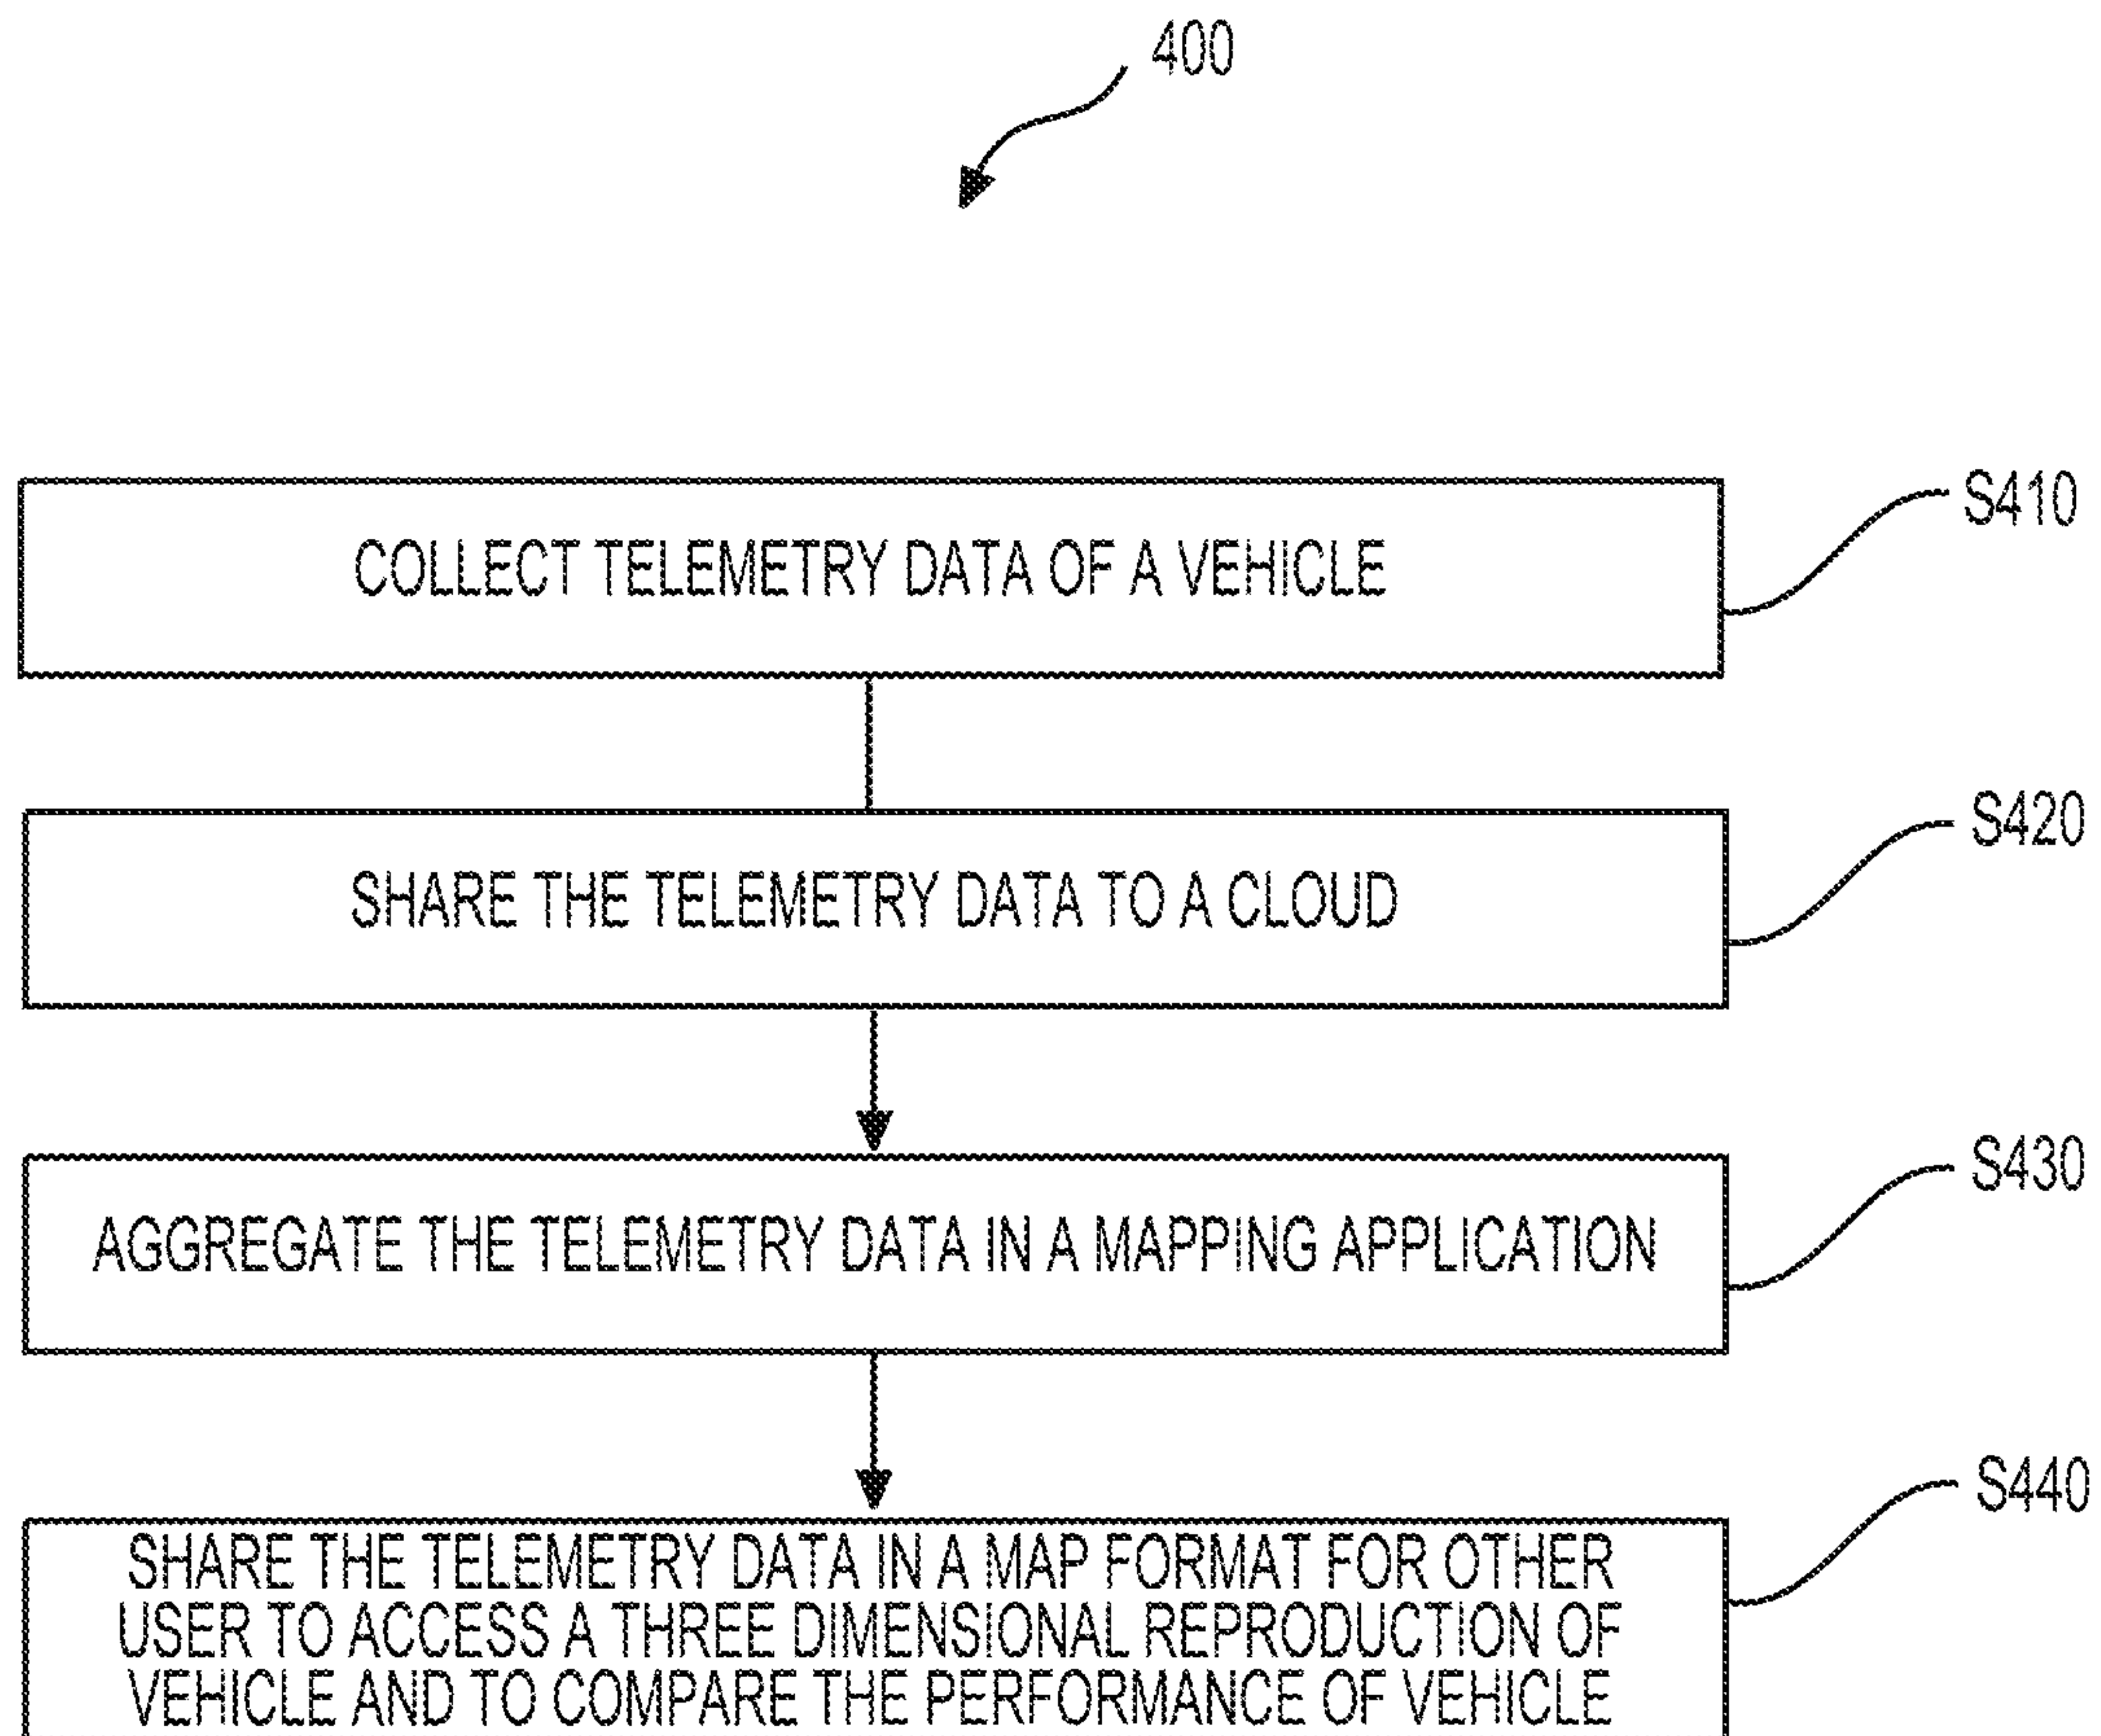 400
COLLECT TELEMETRY DATA OF A VEHICLE
S410
SHARE THE TELEMETRY DATA TO A CLOUD
S420
AGGREGATE THE TELEMETRY DATA IN A MAPPING APPLICATION
S430
SHARE THE TELEMETRY DATA IN A MAP FORMAT FOR OTHER
USER TO ACCESS A THREE DIMENSIONAL REPRODUCTION OF
VEHICLE AND TO COMPARE THE PERFORMANCE OF VEHICLE
S440